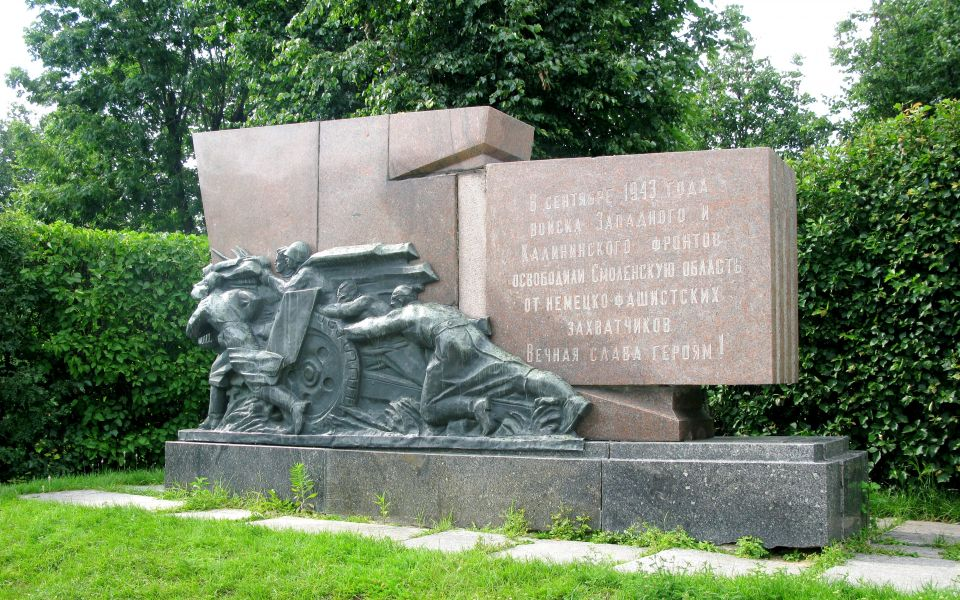 В сентябре 1943 года
войска Западного и
Калининского фронтов
освободили Смоленскую область
от немецко-фашистских
захватчиков.
Вечная слава героям!